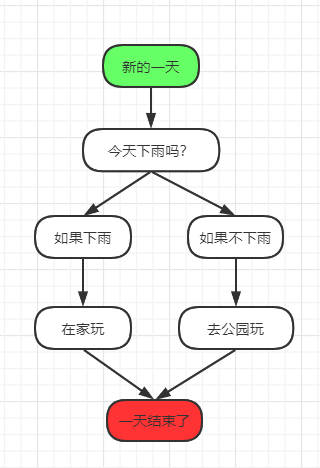 新的一天
今天下雨吗?
如果下雨
如果不下雨
在家玩
去公园玩
一天结束了